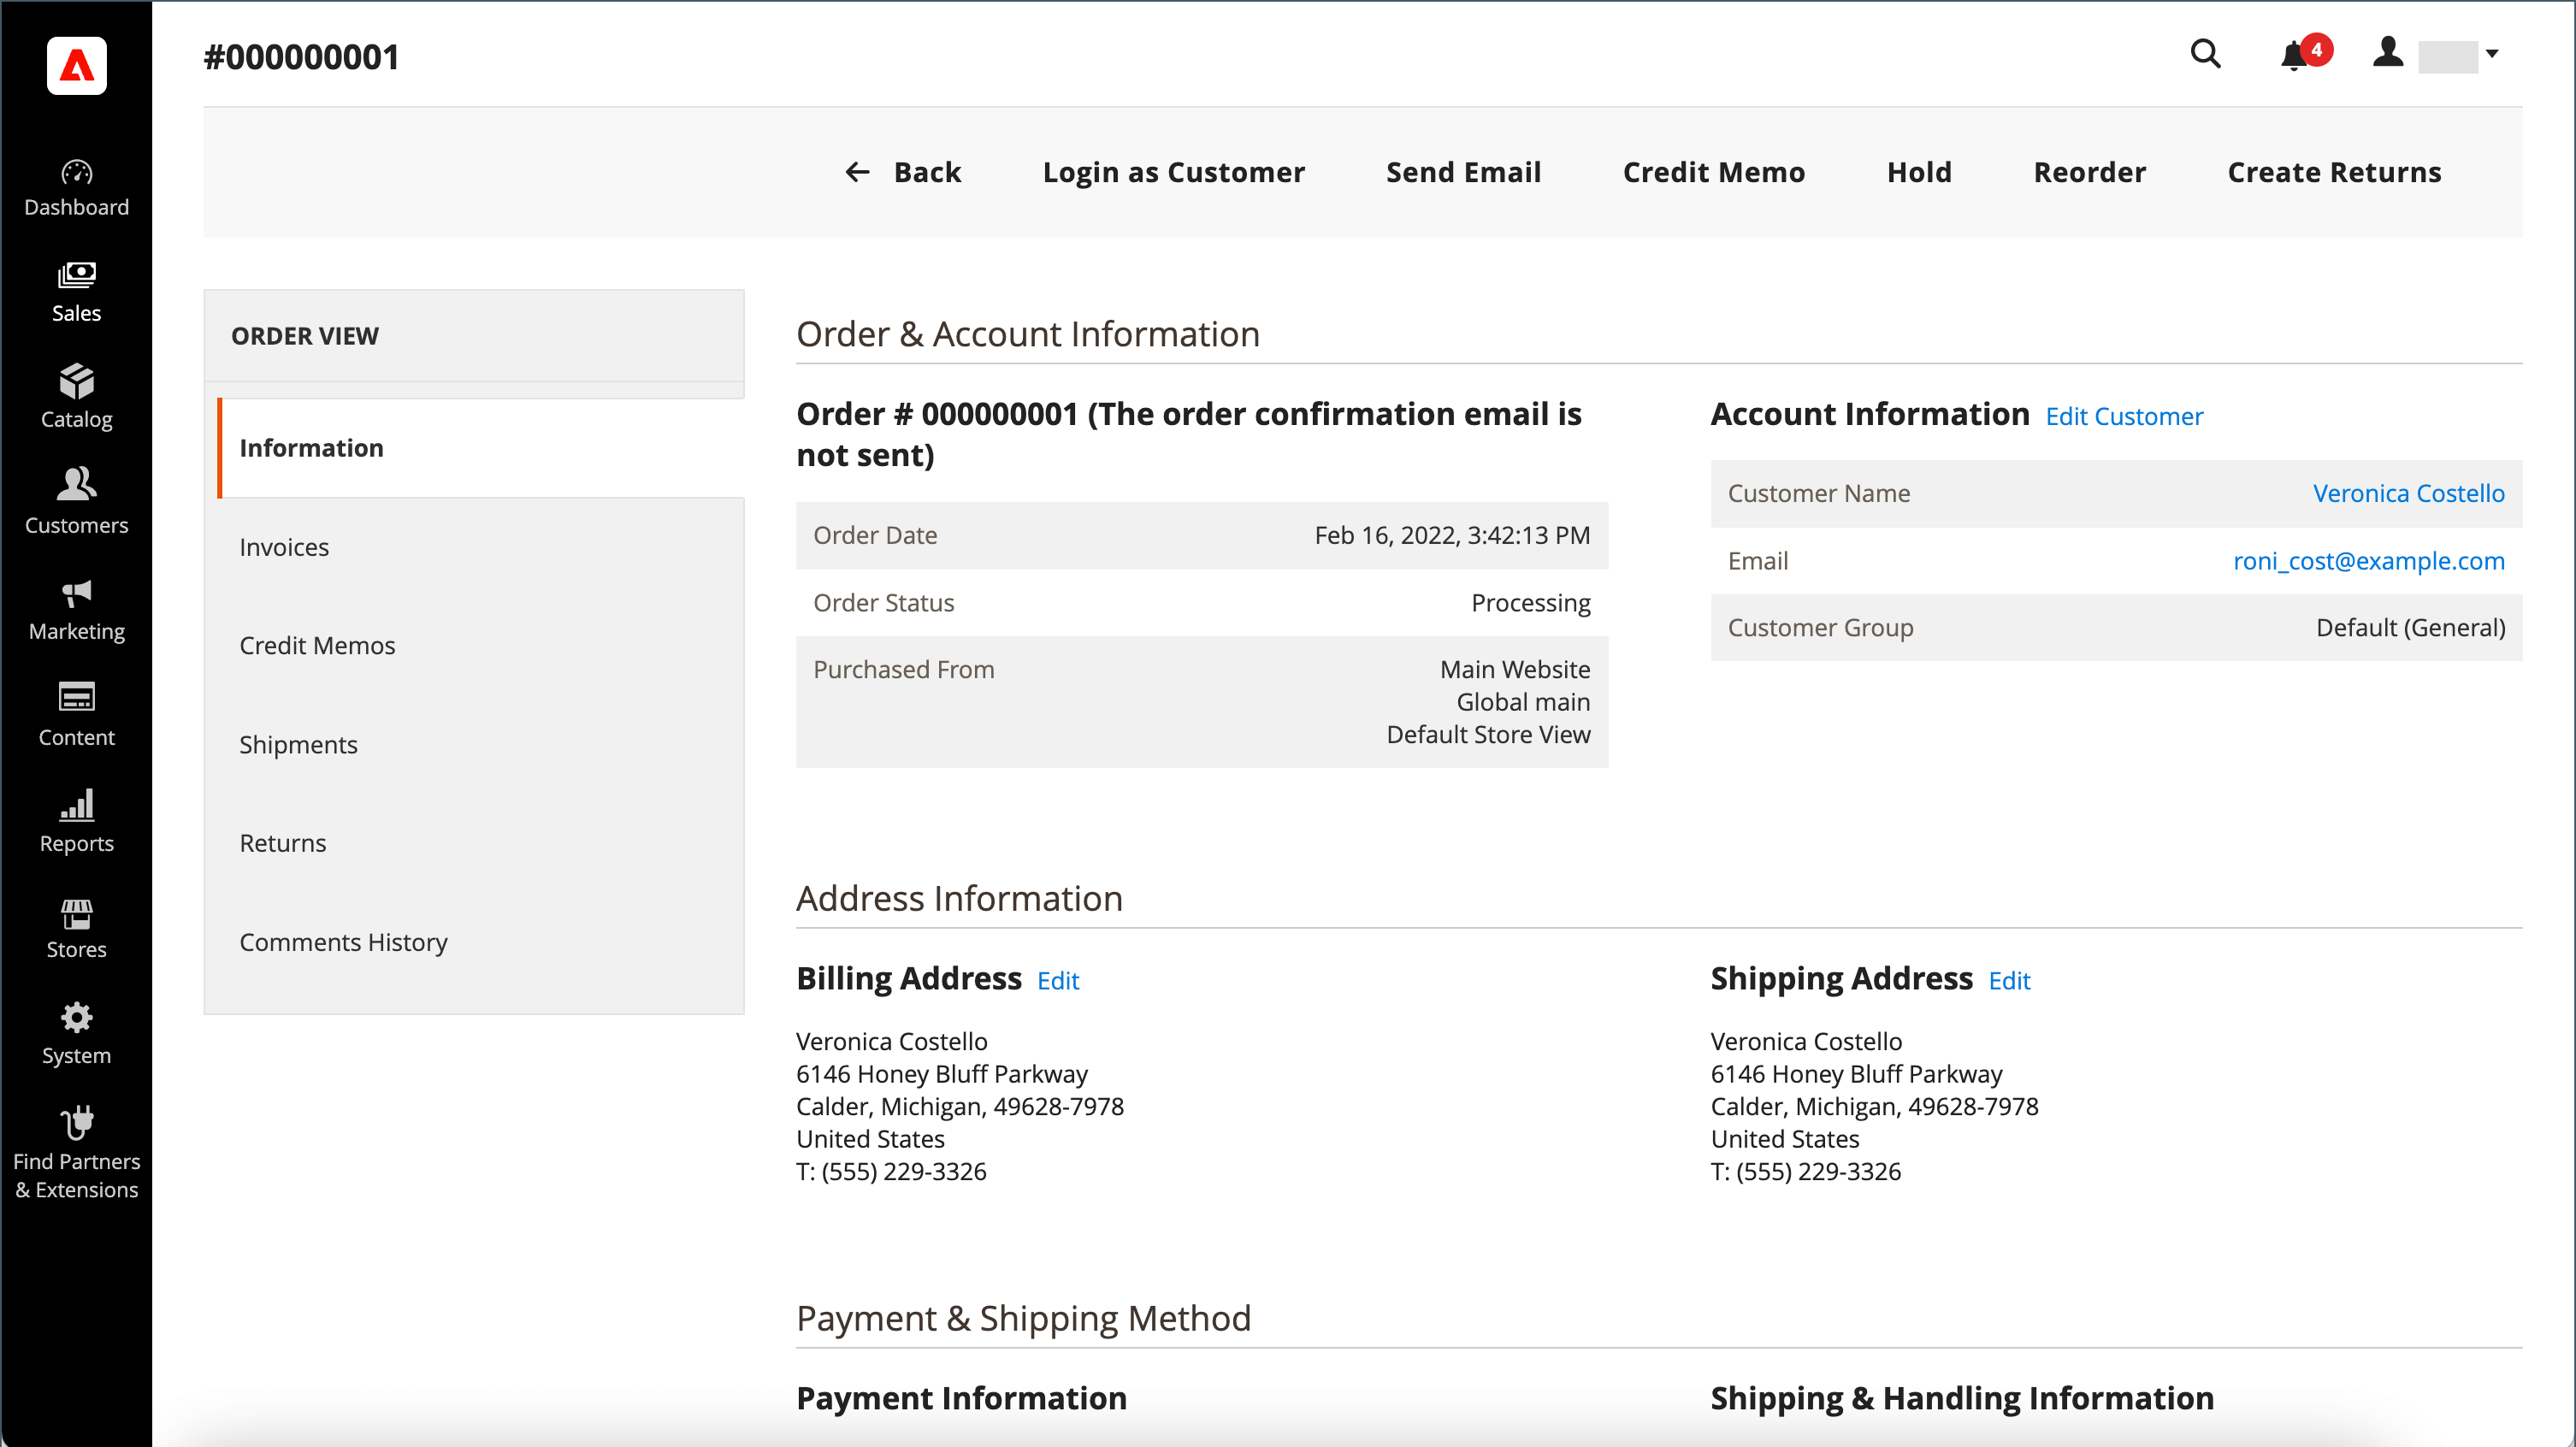 #000000001
4
Dashboard
Sales
Catalog
Customers
Marketing
Content
Reports
Stores
System
Find Partners
& Extensions
Back
Login as Customer
Send Email
Credit Memo
Hold
Reorder
Create Returns
ORDER VIEW
Information
Invoices
Credit Memos
Shipments
Returns
Comments History
Order & Account Information
Order # 000000001 (The order confirmation email is
not sent)
Order Date Feb 16, 2022, 3:42:13 PM
Order Status Processing
Purchased From Main Website
Global main
Default Store View
Account Information Edit Customer
Customer Name Veronica Costello
Email roni_cost@example.com
Customer Group Default (General)
Address Information
Billing Address Edit
Veronica Costello
6146 Honey Bluff Parkway
Calder, Michigan, 49628-7978
United States
T: (555) 229-3326
Shipping Address Edit
Veronica Costello
6146 Honey Bluff Parkway
Calder, Michigan, 49628-7978
United States
T: (555) 229-3326
Payment & Shipping Method
Payment Information
Shipping & Handling Information